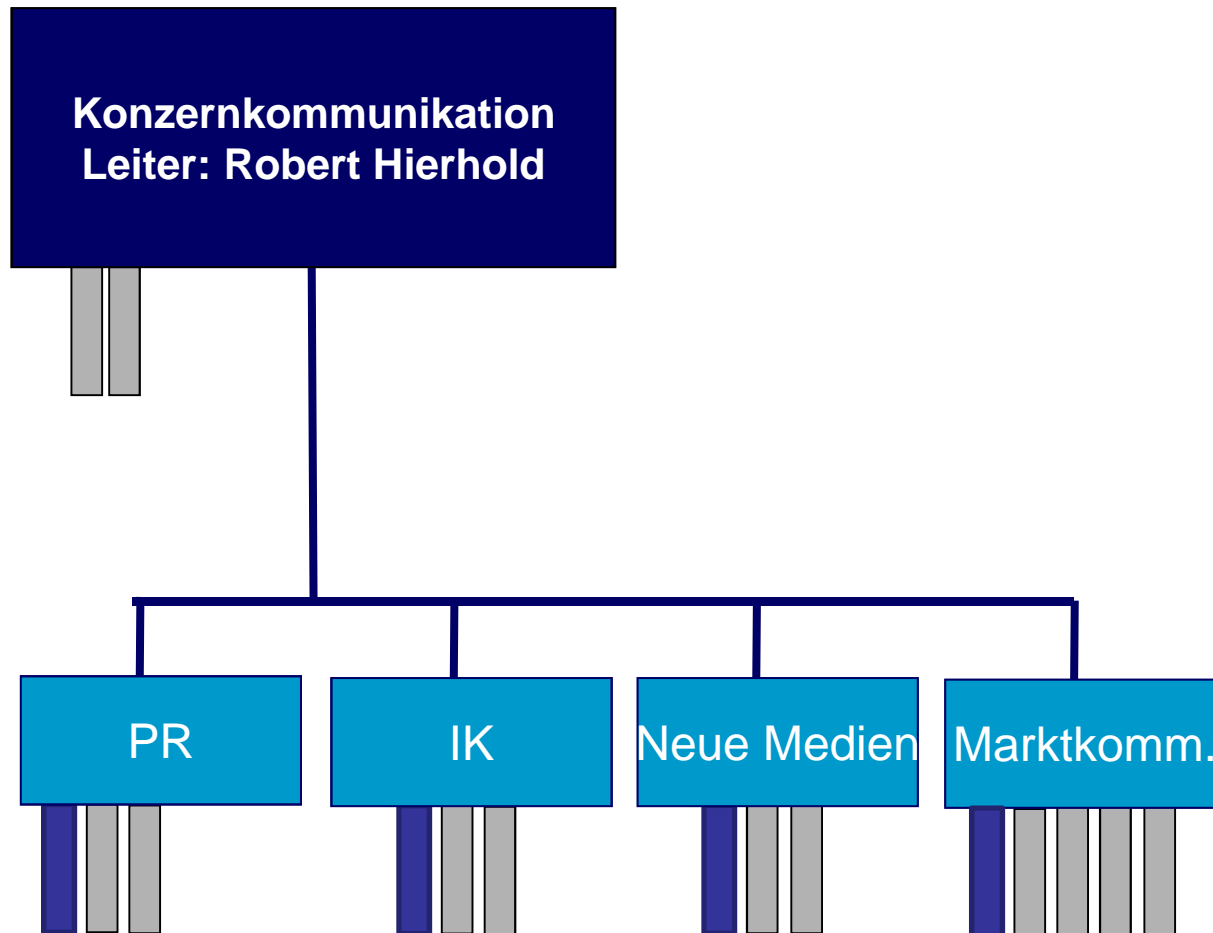 Konzernkommunikation
Leiter: Robert Hierhold
PR
IK
Neue Medien
Marktkomm.